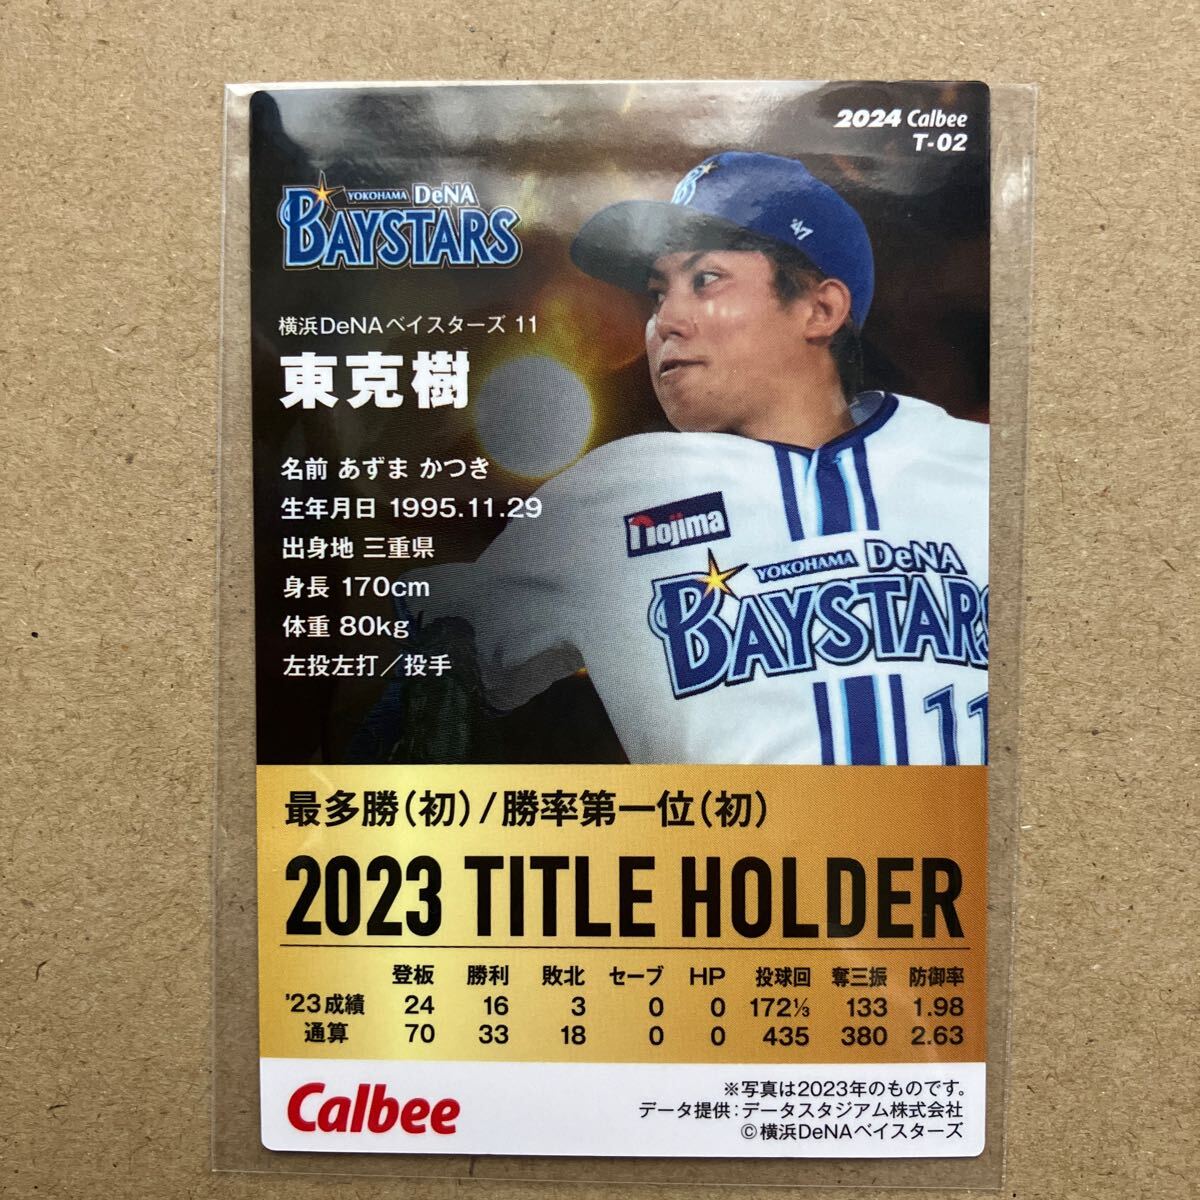 2024 Calbee
T-02
YOKOHAMA DeNA
BAYSTARS
横浜DeNAベイスターズ 11
東克樹
名前 あずま かつき
生年月日 1995.11.29
出身地 三重県
身長 170cm
体重 80kg
左投左打／投手
'47
nojima
YOKOHAMA DeNA
BAYSTARS
11
最多勝(初)/勝率第一位(初)
2023 TITLE HOLDER
登板 勝利 敗北 セーブ HP 投球回 奪三振 防御率
'23成績 24 16 3 0 0 172⅓ 133 1.98
通算 70 33 18 0 0 435 380 2.63
Calbee
※写真は2023年のものです。
データ提供：データスタジアム株式会社
©横浜DeNAベイスターズ